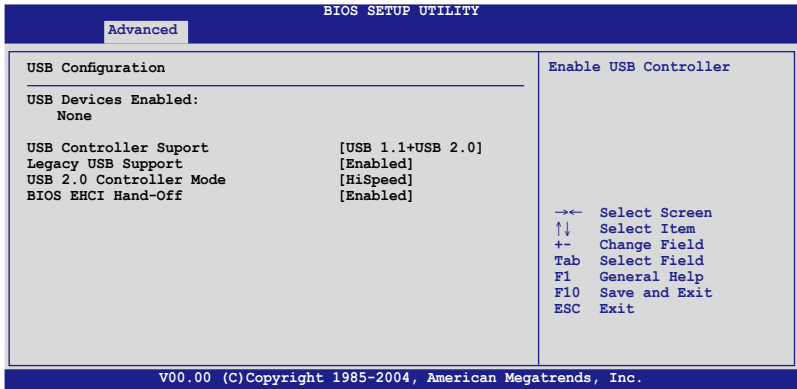 BIOS SETUP UTILITY
Advanced
USB Configuration
USB Devices Enabled:
None
USB Controller Suport [USB 1.1+USB 2.0]
Legacy USB Support [Enabled]
USB 2.0 Controller Mode [HiSpeed]
BIOS EHCI Hand-Off [Enabled]
Enable USB Controller
→← Select Screen
↑↓ Select Item
+- Change Field
Tab Select Field
F1 General Help
F10 Save and Exit
ESC Exit
V00.00 (C)Copyright 1985-2004, American Megatrends, Inc.